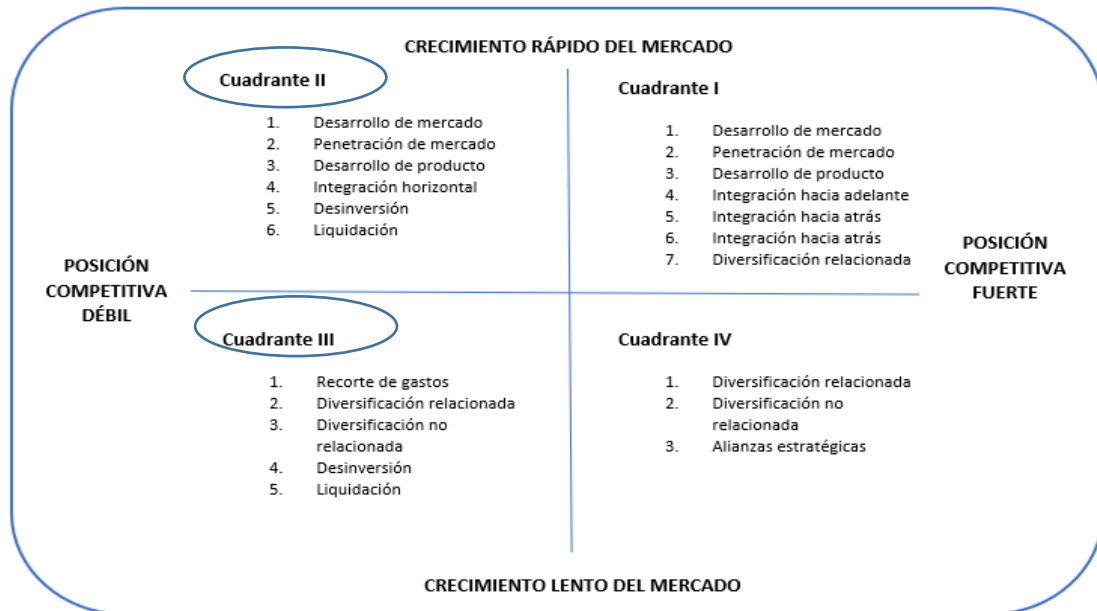 CRECIMIENTO RÁPIDO DEL MERCADO
Cuadrante II
1. Desarrollo de mercado
2. Penetración de mercado
3. Desarrollo de producto
4. Integración horizontal
5. Desinversión
6. Liquidación
Cuadrante I
1. Desarrollo de mercado
2. Penetración de mercado
3. Desarrollo de producto
4. Integración hacia adelante
5. Integración hacia atrás
6. Integración hacia atrás
7. Diversificación relacionada
POSICIÓN
COMPETITIVA
DÉBIL
POSICIÓN
COMPETITIVA
FUERTE
Cuadrante III
1. Recorte de gastos
2. Diversificación relacionada
3. Diversificación no
relacionada
4. Desinversión
5. Liquidación
Cuadrante IV
1. Diversificación relacionada
2. Diversificación no
relacionada
3. Alianzas estratégicas
CRECIMIENTO LENTO DEL MERCADO